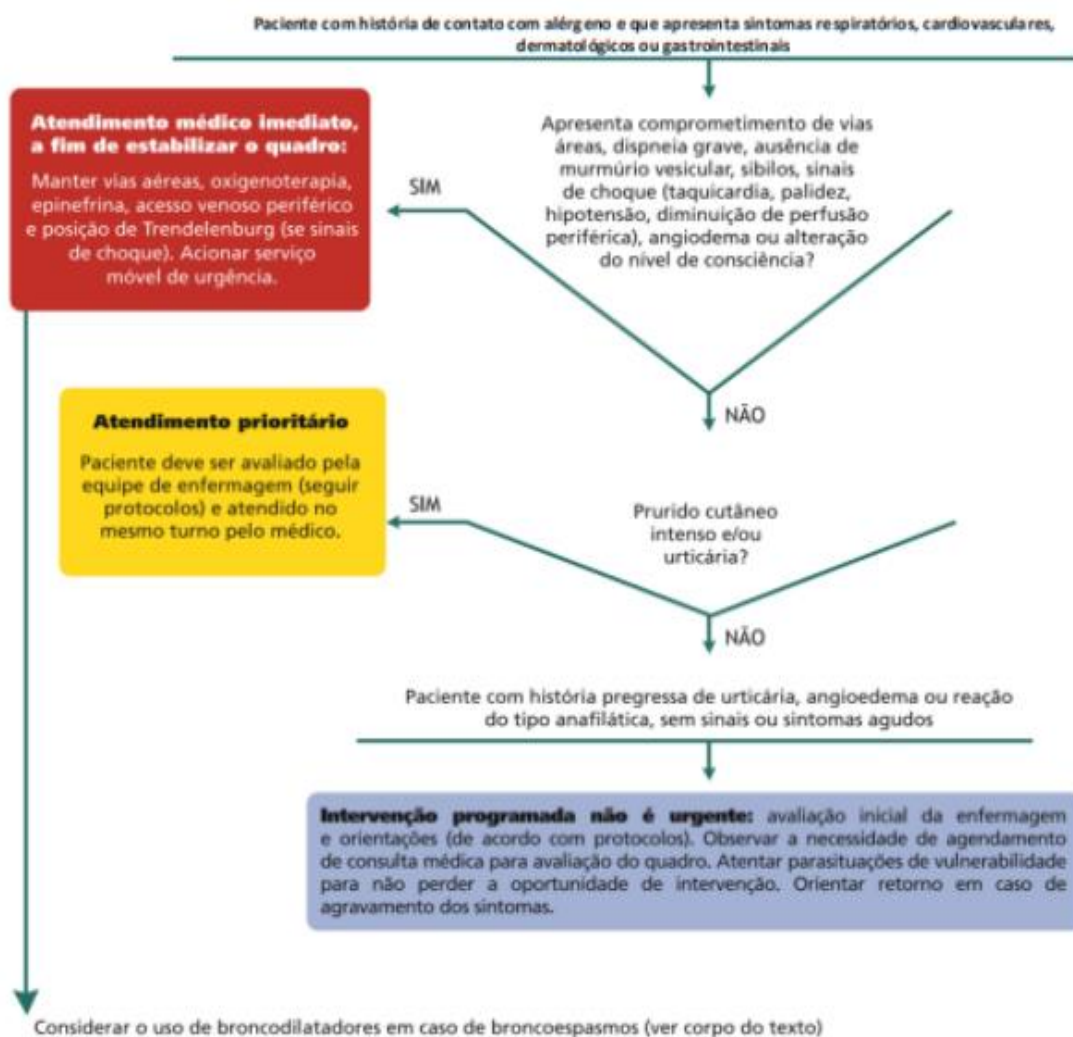 Paciente com história de contato com alérgeno e que apresenta sintomas respiratórios, cardiovasculares,
dermatológicos ou gastrointestinais
Atendimento médico imediato,
a fim de estabilizar o quadro:
Manter vias aéreas, oxigenoterapia,
epinefrina, acesso venoso periférico
e posição de Trendelenburg (se sinais
de choque). Acionar serviço
móvel de urgência.
SIM
Apresenta comprometimento de vias
áreas, dispneia grave, ausência de
murmúrio vesicular, sibilos, sinais
de choque (taquicardia, palidez,
hipotensão, diminuição de perfusão
periférica), angiodema ou alteração
do nível de consciência?
NÃO
Atendimento prioritário
Paciente deve ser avaliado pela
equipe de enfermagem (seguir
protocolos) e atendido no
mesmo turno pelo médico.
SIM
Prurido cutâneo
intenso e/ou
urticária?
NÃO
Paciente com história pregressa de urticária, angioedema ou reação
do tipo anafilática, sem sinais ou sintomas agudos
Intervenção programada não é urgente: avaliação inicial da enfermagem
e orientações (de acordo com protocolos). Observar a necessidade de agendamento
de consulta médica para avaliação do quadro. Atentar parasituações de vulnerabilidade
para não perder a oportunidade de intervenção. Orientar retorno em caso de
agravamento dos sintomas.
Considerar o uso de broncodilatadores em caso de broncoespasmos (ver corpo do texto)